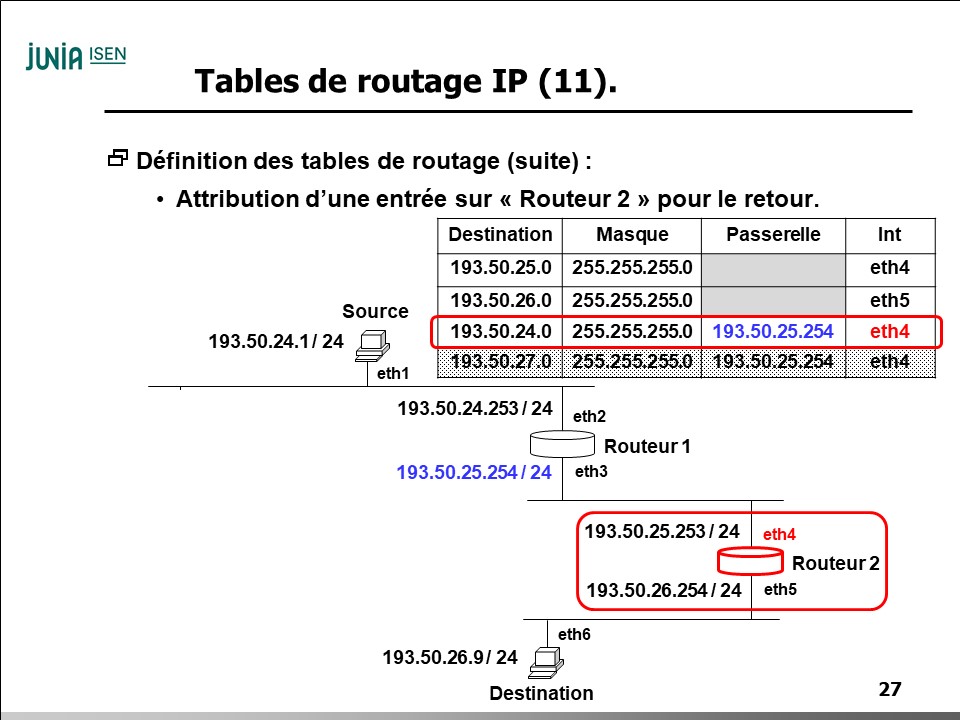 JUNIA ISEN
Tables de routage IP (11).
Définition des tables de routage (suite) :
• Attribution d’une entrée sur « Routeur 2 » pour le retour.
Destination Masque Passerelle Int
193.50.25.0 255.255.255.0 eth4
193.50.26.0 255.255.255.0 eth5
193.50.24.0 255.255.255.0 193.50.25.254 eth4
193.50.27.0 255.255.255.0 193.50.25.254 eth4
Source
193.50.24.1 / 24
eth1
193.50.24.253 / 24
eth2
Routeur 1
193.50.25.254 / 24
eth3
193.50.25.253 / 24
eth4
Routeur 2
193.50.26.254 / 24
eth5
eth6
193.50.26.9 / 24
Destination
27